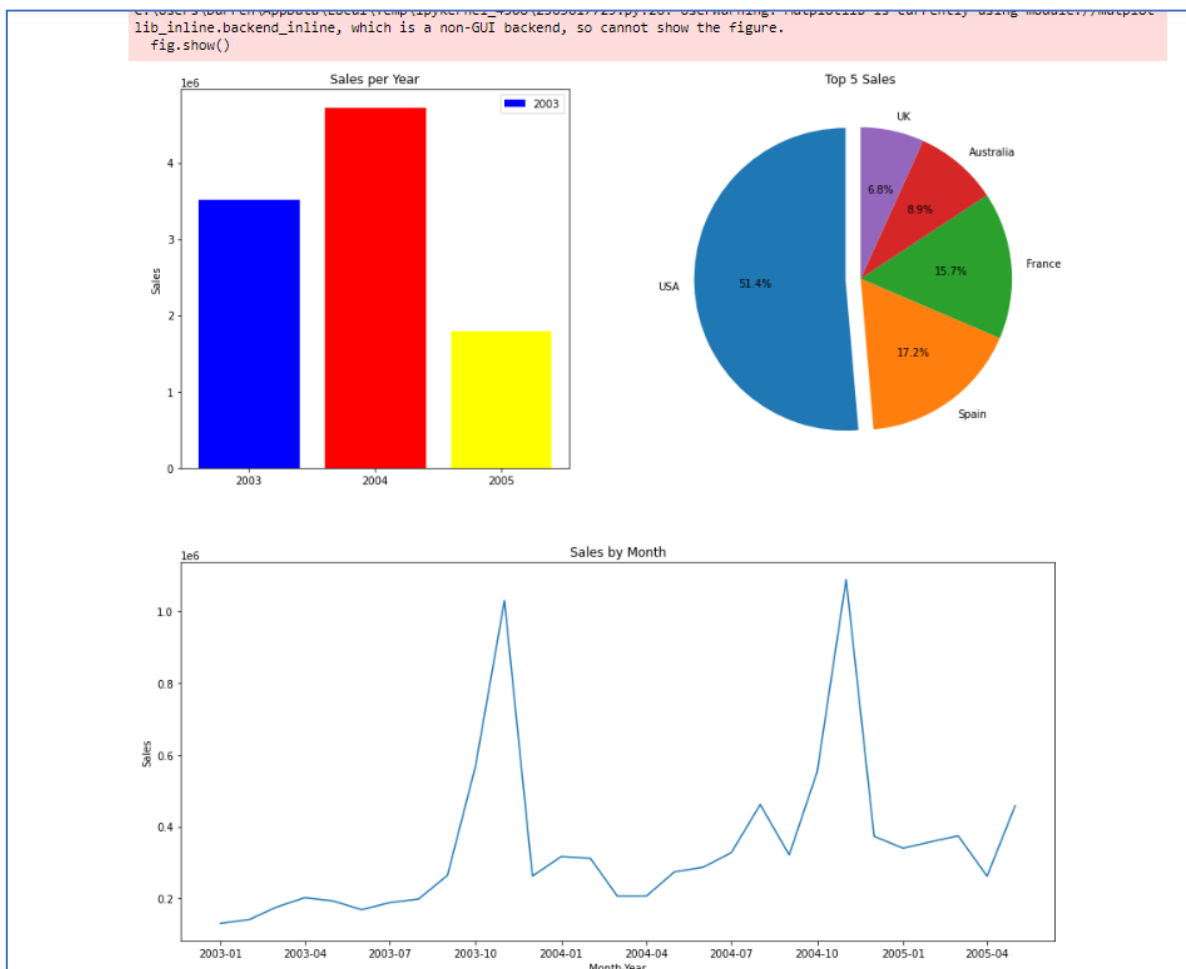 lib_inline.backend_inline, which is a non-GUI backend, so cannot show the figure.
fig.show()
Sales per Year
1e6
2003
Sales
4
3
2
1
0
2003 2004 2005
Top 5 Sales
UK
Australia
France
Spain
USA
6.8%
8.9%
15.7%
17.2%
51.4%
Sales by Month
1e6
Sales
1.0
0.8
0.6
0.4
0.2
2003-01 2003-04 2003-07 2003-10 2004-01 2004-04 2004-07 2004-10 2005-01 2005-04
Month Year